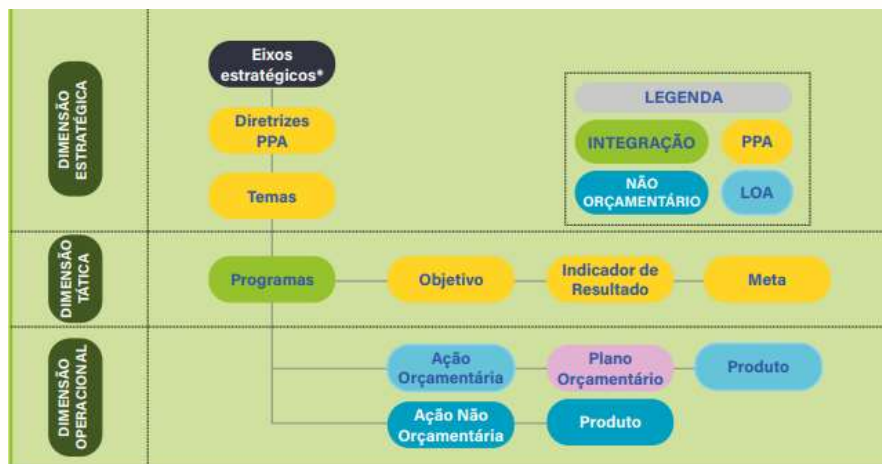 DIMENSÃO
ESTRATÉGICA
Eixos
estratégicos*
Diretrizes
PPA
Temas
LEGENDA
INTEGRAÇÃO
PPA
NÃO
ORÇAMENTÁRIO
LOA
DIMENSÃO
TÁTICA
Programas
Objetivo
Indicador de
Resultado
Meta
DIMENSÃO
OPERACIONAL
Ação
Orçamentária
Plano
Orçamentário
Produto
Ação Não
Orçamentária
Produto